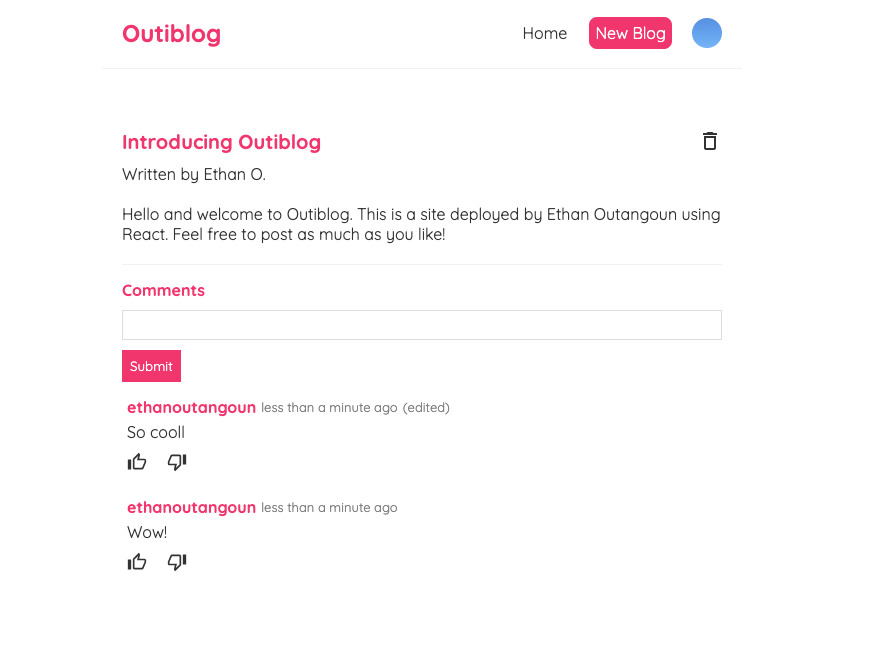 Outiblog
Home
New Blog
Introducing Outiblog
Written by Ethan O.
Hello and welcome to Outiblog. This is a site deployed by Ethan Outangoun using
React. Feel free to post as much as you like!
Comments
Submit
ethanoutangoun less than a minute ago (edited)
So cooll
ethanoutangoun less than a minute ago
Wow!